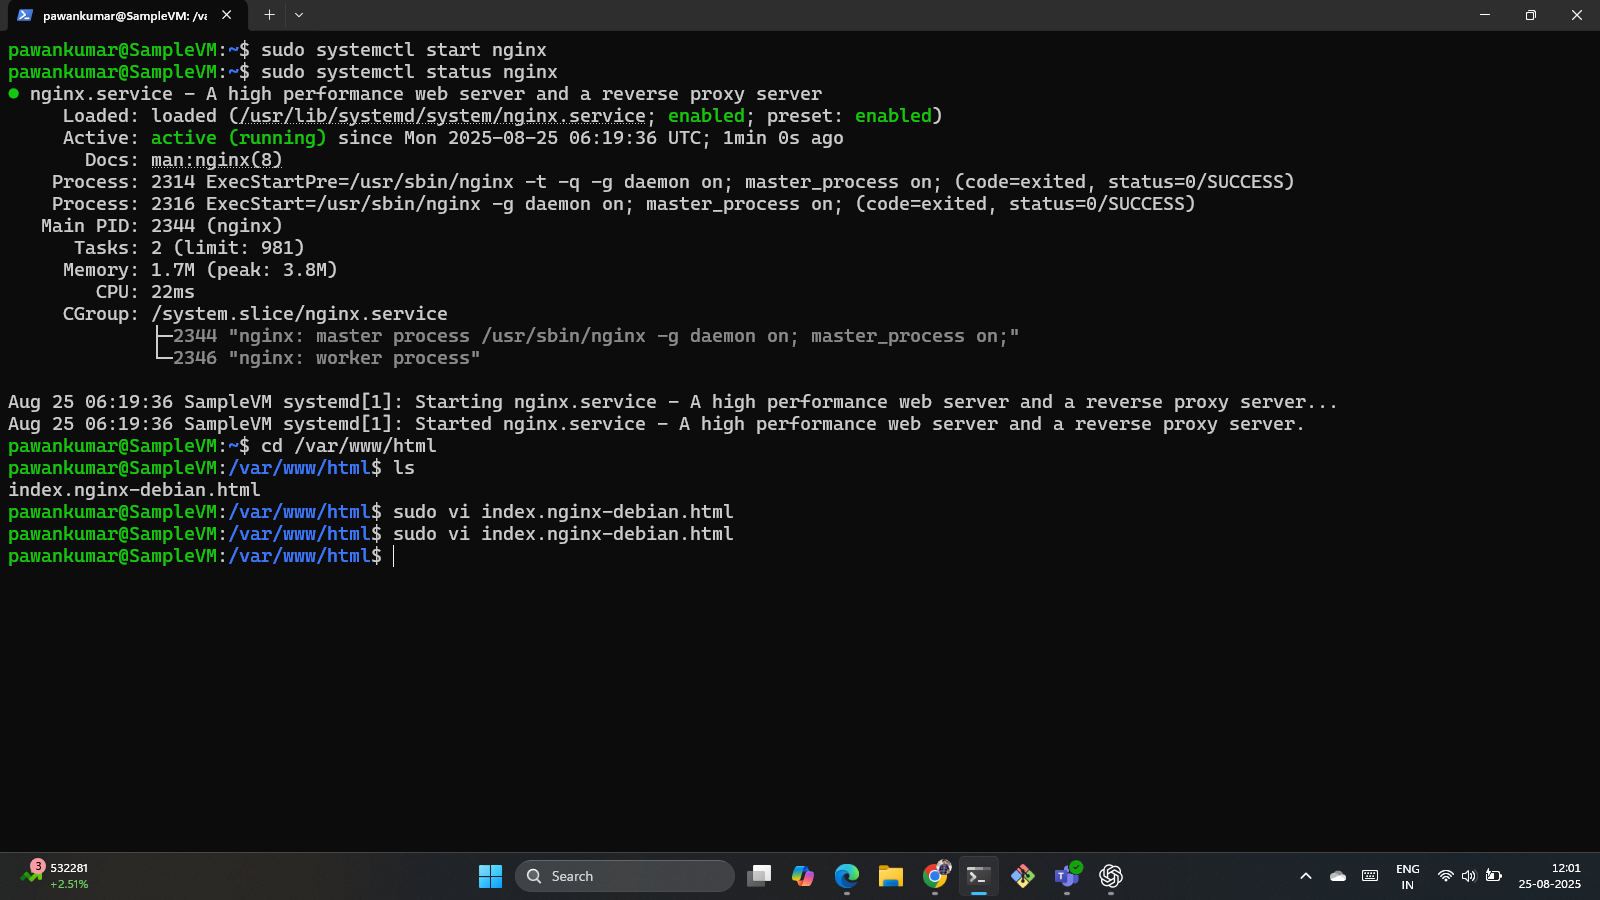 pawankumar@SampleVM: /va
pawankumar@SampleVM:~$ sudo systemctl start nginx
pawankumar@SampleVM:~$ sudo systemctl status nginx
● nginx.service - A high performance web server and a reverse proxy server
Loaded: loaded (/usr/lib/systemd/system/nginx.service; enabled; preset: enabled)
Active: active (running) since Mon 2025-08-25 06:19:36 UTC; 1min 0s ago
Docs: man:nginx(8)
Process: 2314 ExecStartPre=/usr/sbin/nginx -t -q -g daemon on; master_process on; (code=exited, status=0/SUCCESS)
Process: 2316 ExecStart=/usr/sbin/nginx -g daemon on; master_process on; (code=exited, status=0/SUCCESS)
Main PID: 2344 (nginx)
Tasks: 2 (limit: 981)
Memory: 1.7M (peak: 3.8M)
CPU: 22ms
CGroup: /system.slice/nginx.service
├─2344 "nginx: master process /usr/sbin/nginx -g daemon on; master_process on;"
└─2346 "nginx: worker process"
Aug 25 06:19:36 SampleVM systemd[1]: Starting nginx.service - A high performance web server and a reverse proxy server...
Aug 25 06:19:36 SampleVM systemd[1]: Started nginx.service - A high performance web server and a reverse proxy server.
pawankumar@SampleVM:~$ cd /var/www/html
pawankumar@SampleVM:/var/www/html$ ls
index.nginx-debian.html
pawankumar@SampleVM:/var/www/html$ sudo vi index.nginx-debian.html
pawankumar@SampleVM:/var/www/html$ sudo vi index.nginx-debian.html
pawankumar@SampleVM:/var/www/html$
3
532281
+2.51%
Search
ENG
IN
12:01
25-08-2025